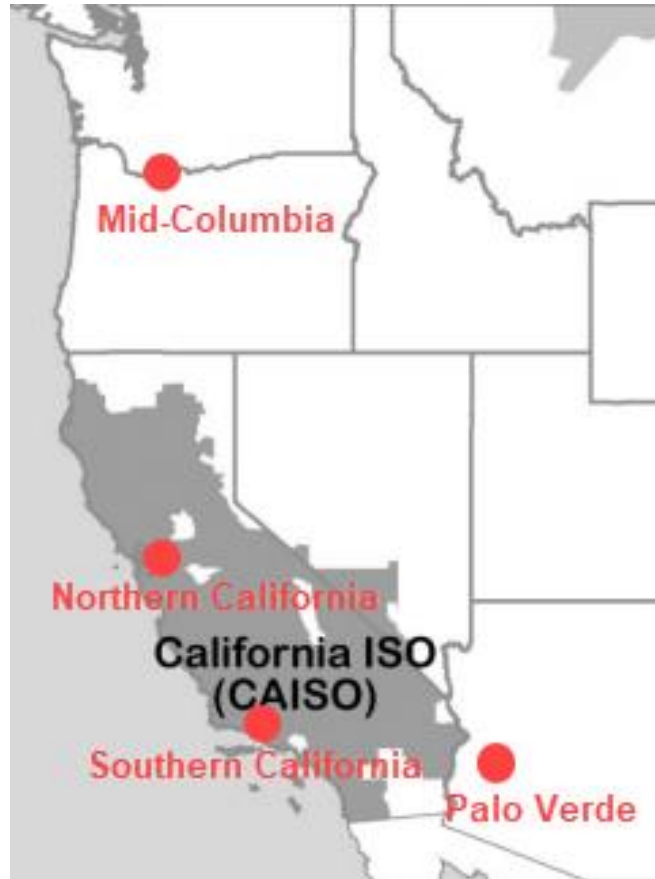 Mid-Columbia
Northern California
California ISO
(CAISO)
Southern California
Palo Verde